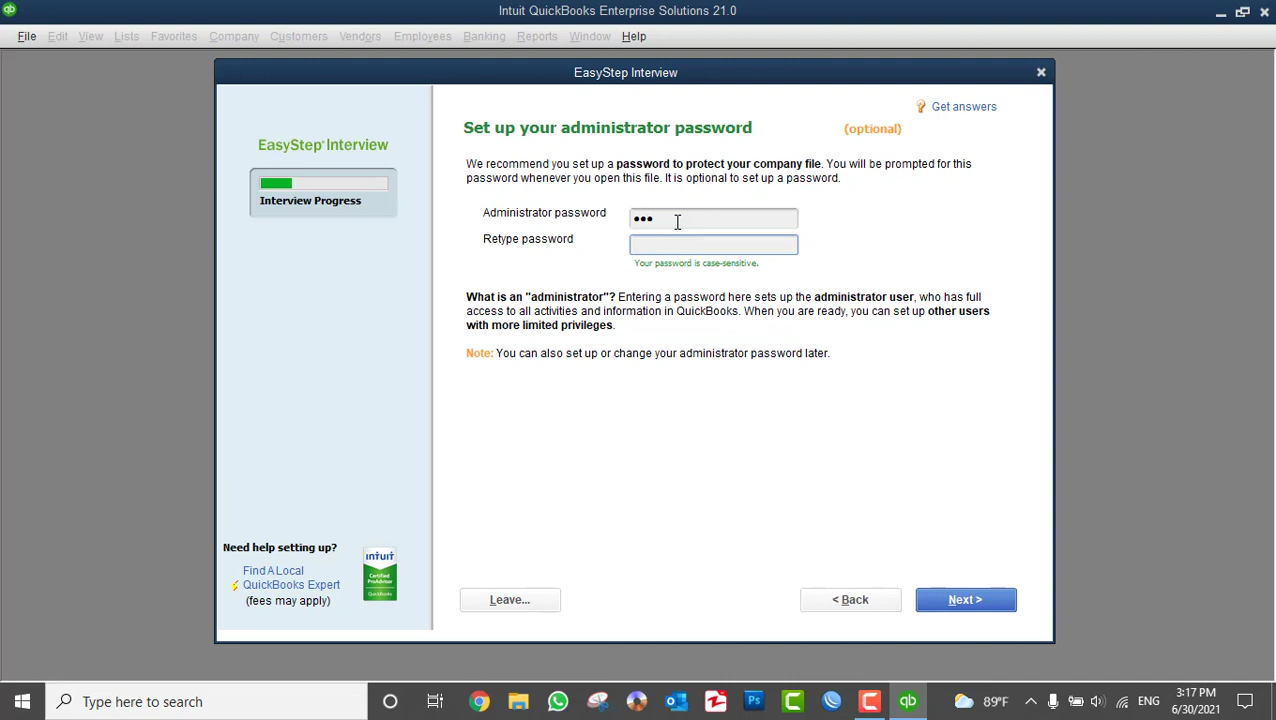 Intuit QuickBooks Enterprise Solutions 21.0
File Edit View Lists Favorites Company Customers Vendors Employees Banking Reports Window Help
EasyStep Interview
Get answers
Set up your administrator password (optional)
EasyStep Interview
Interview Progress
We recommend you set up a password to protect your company file. You will be prompted for this
password whenever you open this file. It is optional to set up a password.
Administrator password •••
Retype password
Your password is case-sensitive.
What is an "administrator"? Entering a password here sets up the administrator user, who has full
access to all activities and information in QuickBooks. When you are ready, you can set up other users
with more limited privileges.
Note: You can also set up or change your administrator password later.
Need help setting up?
Find A Local
QuickBooks Expert
(fees may apply)
intuit
Certified
ProAdvisor
QuickBooks
Leave...
< Back
Next >
Type here to search
89°F
ENG
3:17 PM
6/30/2021